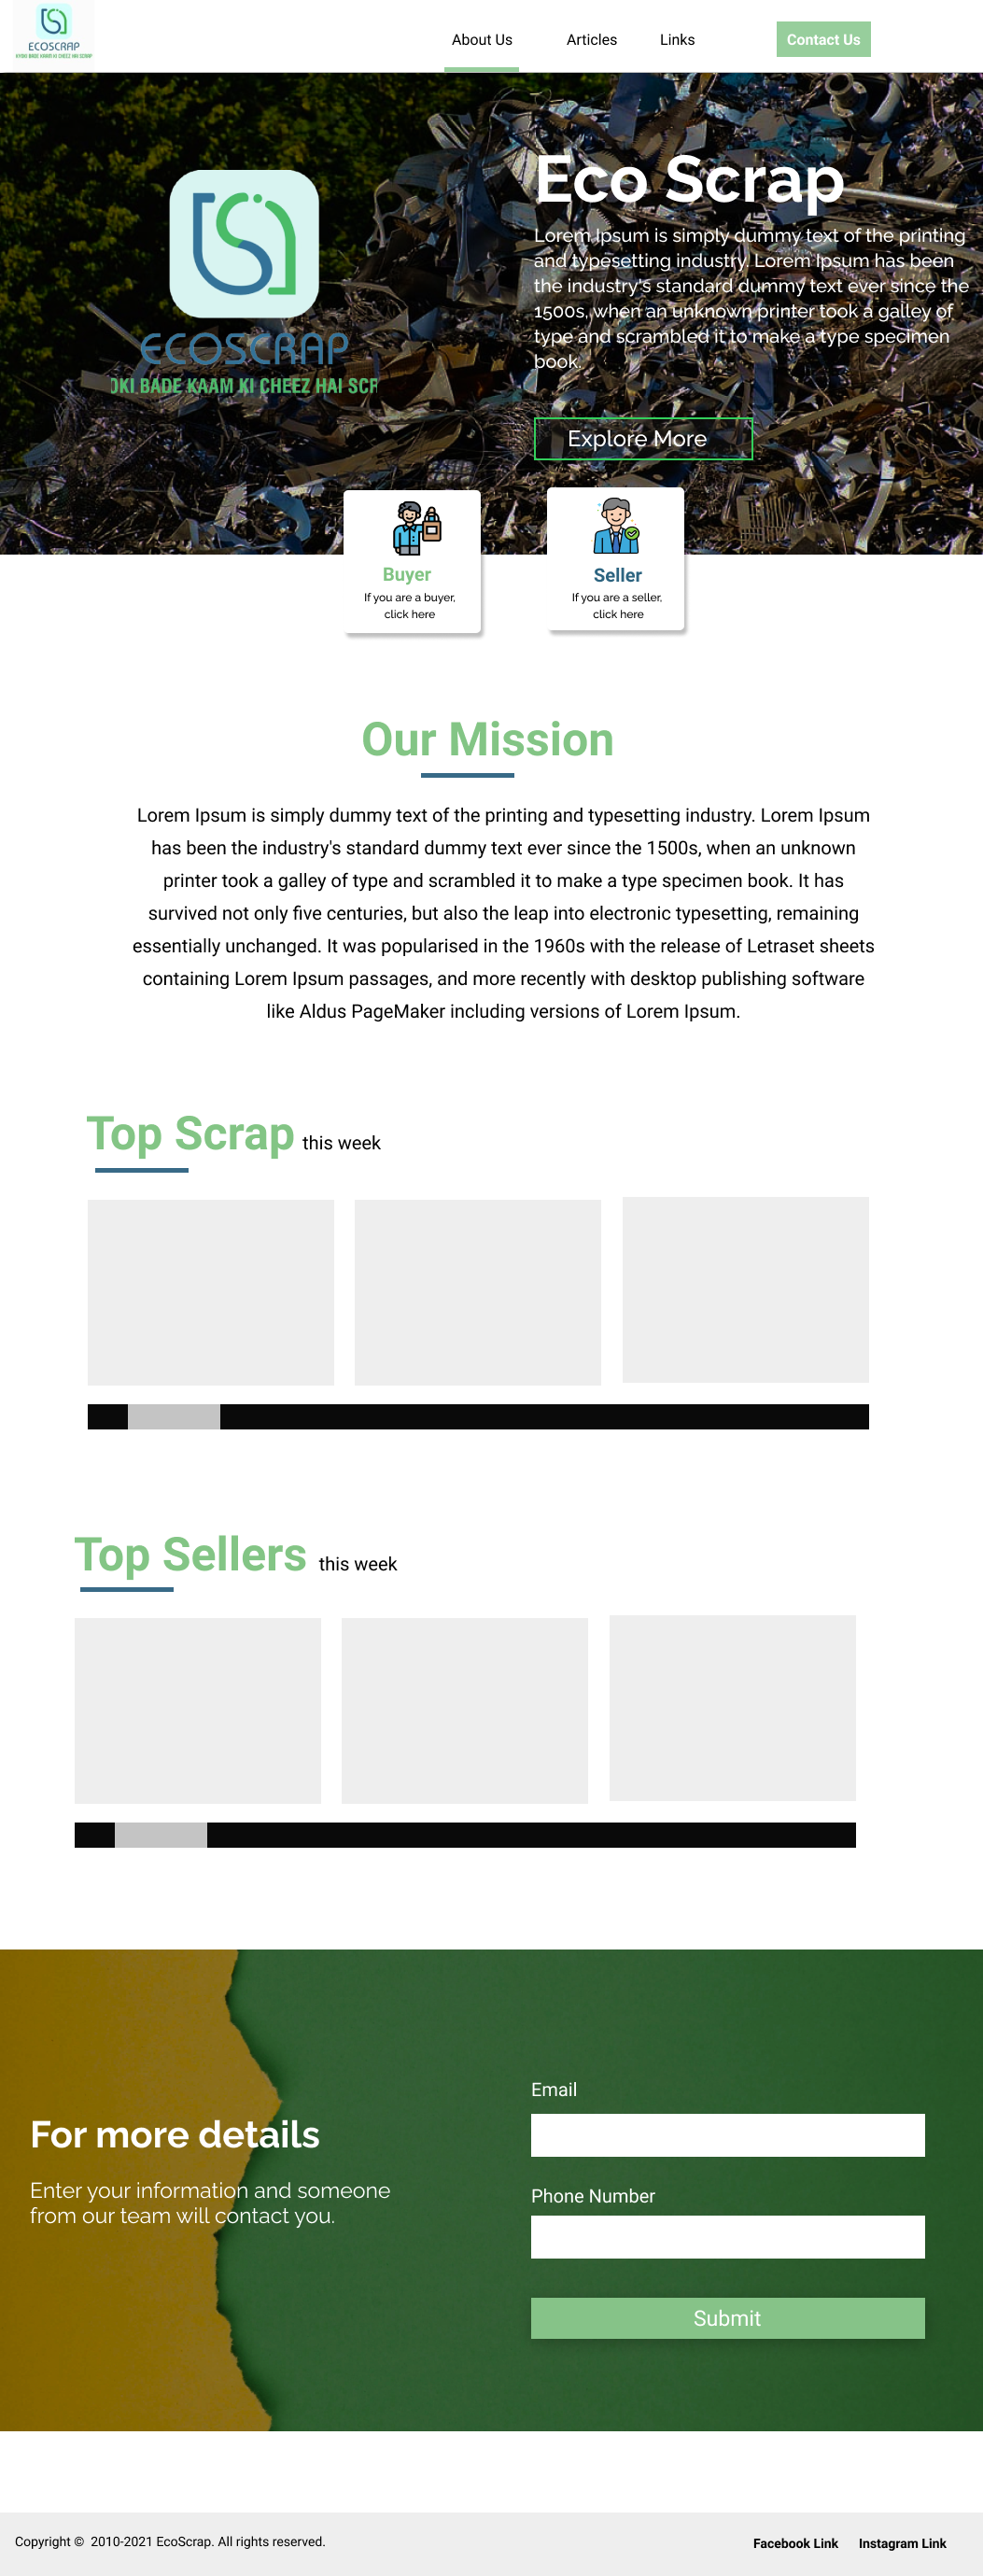 ECOSCRAP
KYOKI BADE KAAM KI CHEEZ HAI SCRAP
About Us
Articles
Links
Contact Us
ECOSCRAP
OKI BADE KAAM KI CHEEZ HAI SCR
Eco Scrap
Lorem Ipsum is simply dummy text of the printing
and typesetting industry. Lorem Ipsum has been
the industry's standard dummy text ever since the
1500s, when an unknown printer took a galley of
type and scrambled it to make a type specimen
book.
Explore More
Buyer
If you are a buyer,
click here
Seller
If you are a seller,
click here
Our Mission
Lorem Ipsum is simply dummy text of the printing and typesetting industry. Lorem Ipsum
has been the industry's standard dummy text ever since the 1500s, when an unknown
printer took a galley of type and scrambled it to make a type specimen book. It has
survived not only five centuries, but also the leap into electronic typesetting, remaining
essentially unchanged. It was popularised in the 1960s with the release of Letraset sheets
containing Lorem Ipsum passages, and more recently with desktop publishing software
like Aldus PageMaker including versions of Lorem Ipsum.
Top Scrap this week
Top Sellers this week
For more details
Enter your information and someone
from our team will contact you.
Email
Phone Number
Submit
Copyright © 2010-2021 EcoScrap. All rights reserved.
Facebook Link
Instagram Link